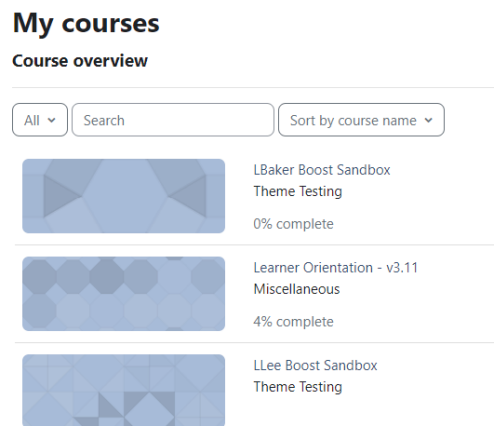 My courses
Course overview
All
Search
Sort by course name
LBaker Boost Sandbox
Theme Testing
0% complete
Learner Orientation - v3.11
Miscellaneous
4% complete
LLee Boost Sandbox
Theme Testing